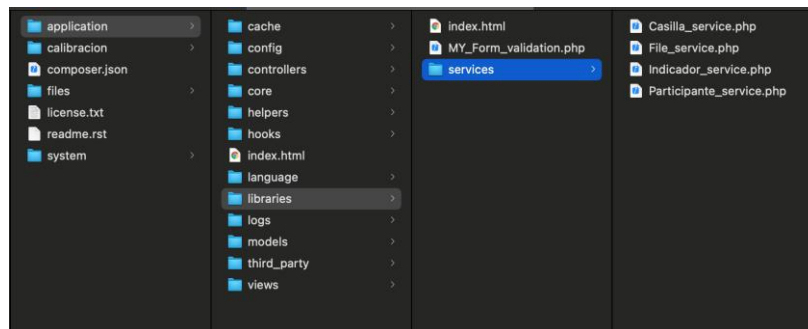 application
calibracion
composer.json
files
license.txt
readme.rst
system
cache
config
controllers
core
helpers
hooks
index.html
language
libraries
logs
models
third_party
views
index.html
MY_Form_validation.php
services
Casilla_service.php
File_service.php
Indicador_service.php
Participante_service.php